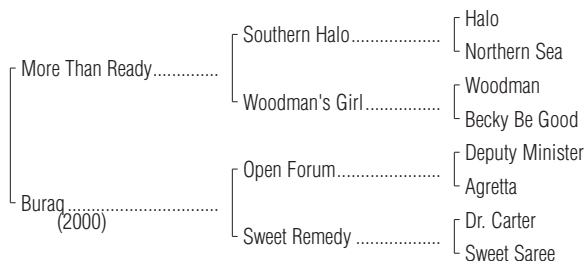 Halo
Southern Halo....................
Northern Sea
More Than Ready..............
Woodman
Woodman's Girl.................
Becky Be Good
Deputy Minister
Open Forum.......................
Agretta
Buraq................................
(2000)
Dr. Carter
Sweet Remedy ...................
Sweet Saree